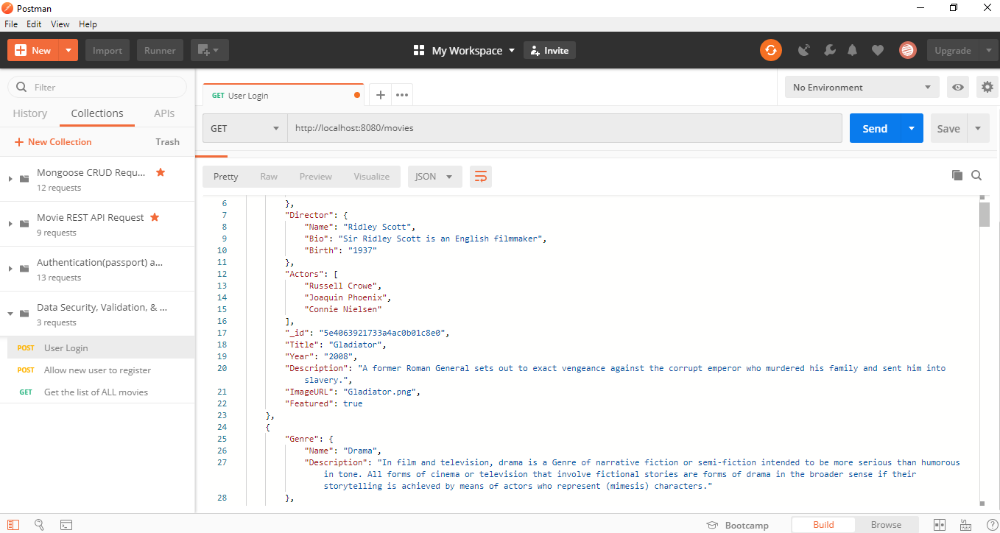 Postman
File Edit View Help
New Import Runner My Workspace Invite Upgrade
Filter
History Collections APIs
New Collection Trash
Mongoose CRUD Requ...
12 requests
Movie REST API Request
9 requests
Authentication(passport) a...
13 requests
Data Security, Validation, & ...
3 requests
POST User Login
POST Allow new user to register
GET Get the list of ALL movies
GET User Login
No Environment
GET http://localhost:8080/movies Send Save
Pretty Raw Preview Visualize JSON
6 },
7 "Director": {
8 "Name": "Ridley Scott",
9 "Bio": "Sir Ridley Scott is an English filmmaker",
10 "Birth": "1937"
11 },
12 "Actors": [
13 "Russell Crowe",
14 "Joaquin Phoenix",
15 "Connie Nielsen"
16 ],
17 "_id": "5e4063921733a4ac0b01c8e0",
18 "Title": "Gladiator",
19 "Year": "2008",
20 "Description": "A former Roman General sets out to exact vengeance against the corrupt emperor who murdered his family and sent him into
slavery.",
21 "ImageURL": "Gladiator.png",
22 "Featured": true
23 },
24 {
25 "Genre": {
26 "Name": "Drama",
27 "Description": "In film and television, drama is a Genre of narrative fiction or semi-fiction intended to be more serious than humorous
in tone. All forms of cinema or television that involve fictional stories are forms of drama in the broader sense if their
storytelling is achieved by means of actors who represent (mimesis) characters."
28 },
Bootcamp Build Browse